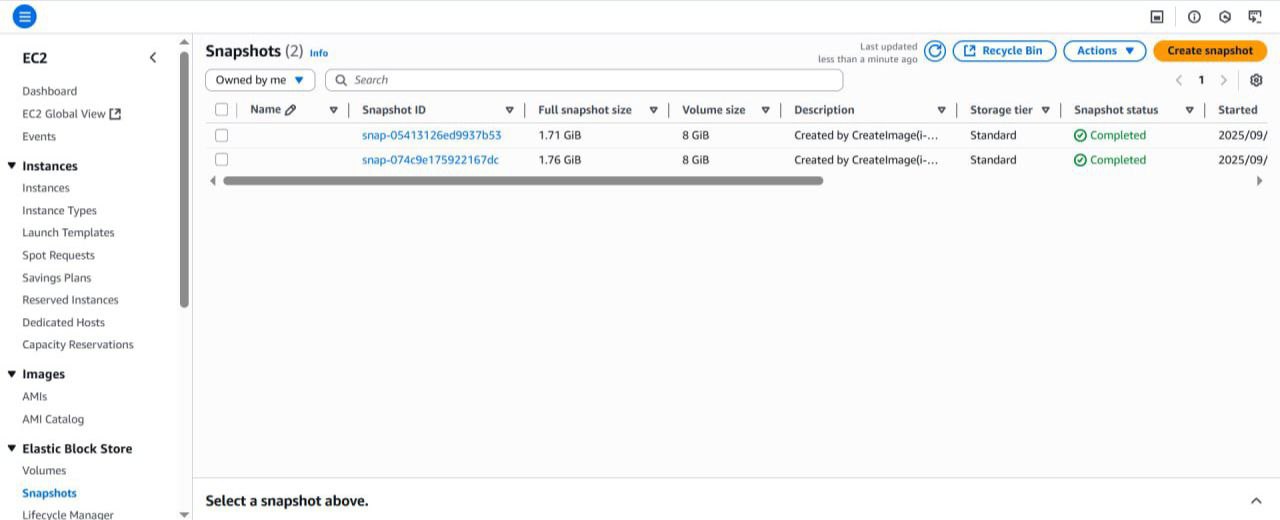 EC2
Dashboard
EC2 Global View
Events
Instances
Instances
Instance Types
Launch Templates
Spot Requests
Savings Plans
Reserved Instances
Dedicated Hosts
Capacity Reservations
Images
AMIs
AMI Catalog
Elastic Block Store
Volumes
Snapshots
Lifecycle Manager
Snapshots (2) Info
Last updated
less than a minute ago
Recycle Bin
Actions
Create snapshot
Owned by me
Search
1
Name Snapshot ID Full snapshot size Volume size Description Storage tier Snapshot status Started
snap-05413126ed9937b53 1.71 GiB 8 GiB Created by CreateImage(i-... Standard Completed 2025/09/
snap-074c9e175922167dc 1.76 GiB 8 GiB Created by CreateImage(i-... Standard Completed 2025/09/
Select a snapshot above.